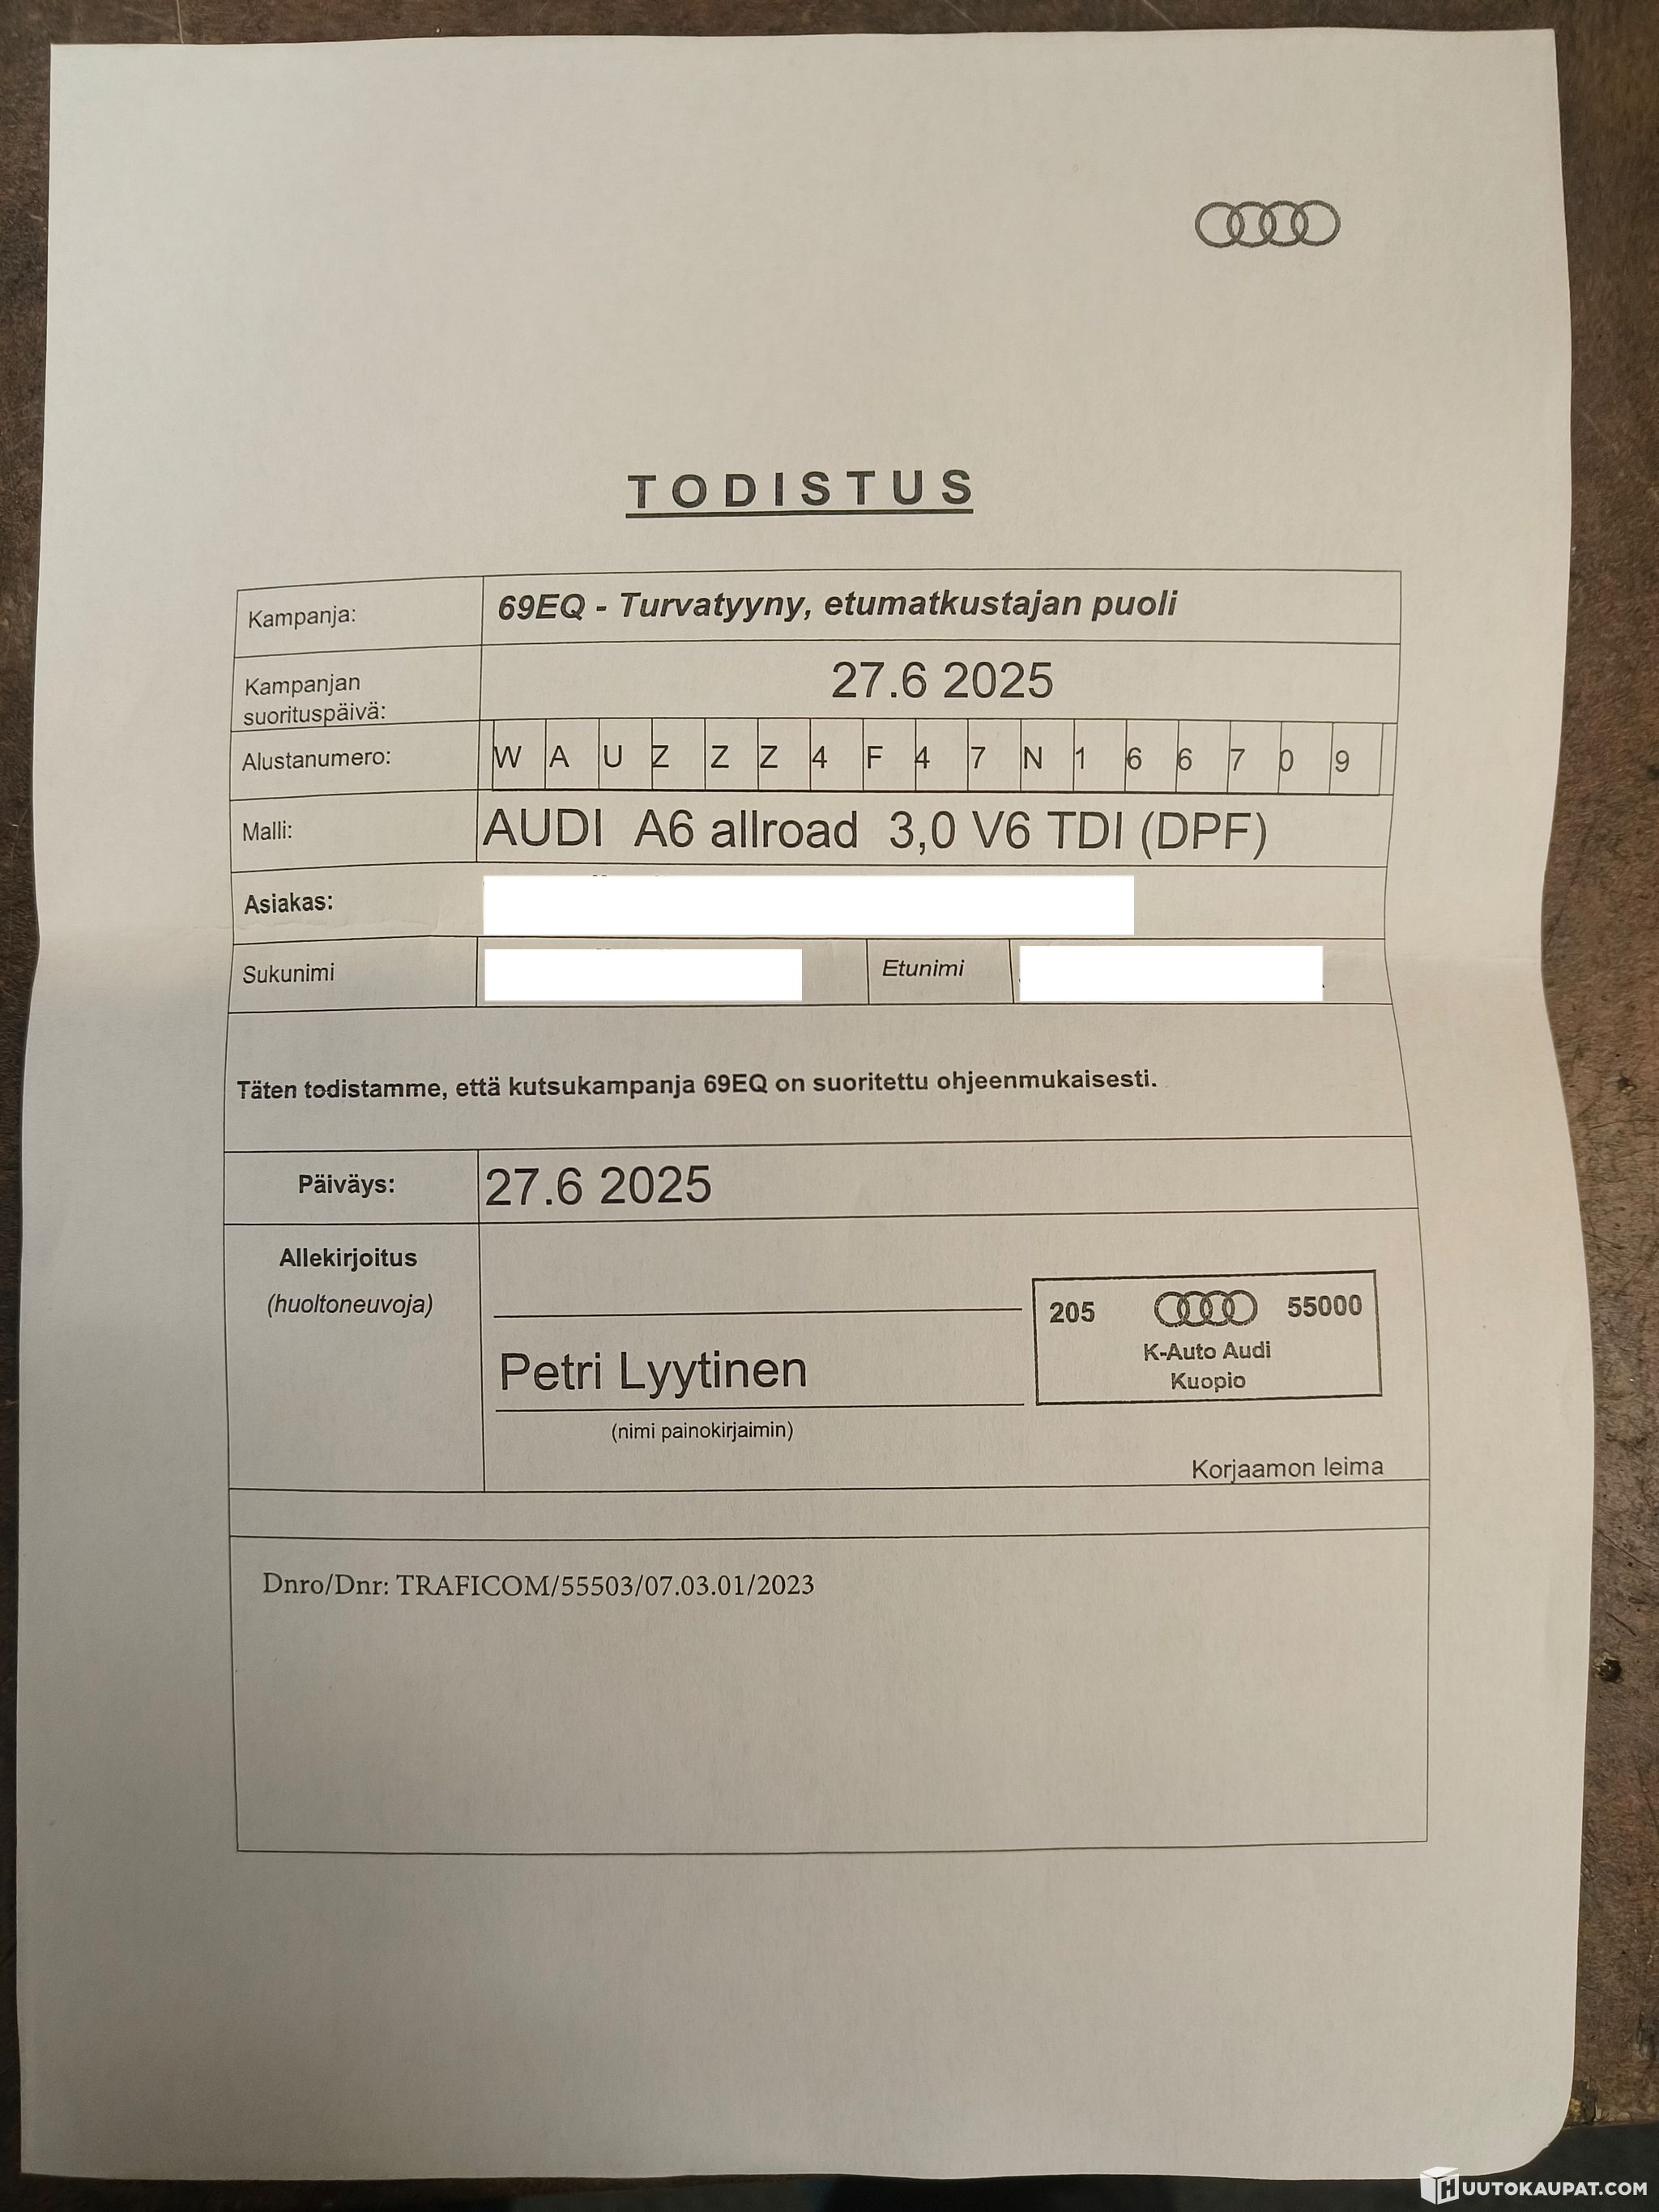 TODISTUS
Kampanja: 69EQ - Turvatyyny, etumatkustajan puoli
Kampanjan
suorituspäivä: 27.6 2025
Alustanumero: W A U Z Z Z 4 F 4 7 N 1 6 6 7 0 9
Malli: AUDI A6 allroad 3,0 V6 TDI (DPF)
Asiakas:
Sukunimi Etunimi
Täten todistamme, että kutsukampanja 69EQ on suoritettu ohjeenmukaisesti.
Päiväys: 27.6 2025
Allekirjoitus
(huoltoneuvoja)
205 55000
K-Auto Audi
Kuopio
Petri Lyytinen
(nimi painokirjaimin)
Korjaamon leima
Dnro/Dnr: TRAFICOM/55503/07.03.01/2023
HUUTOKAUPAT.COM